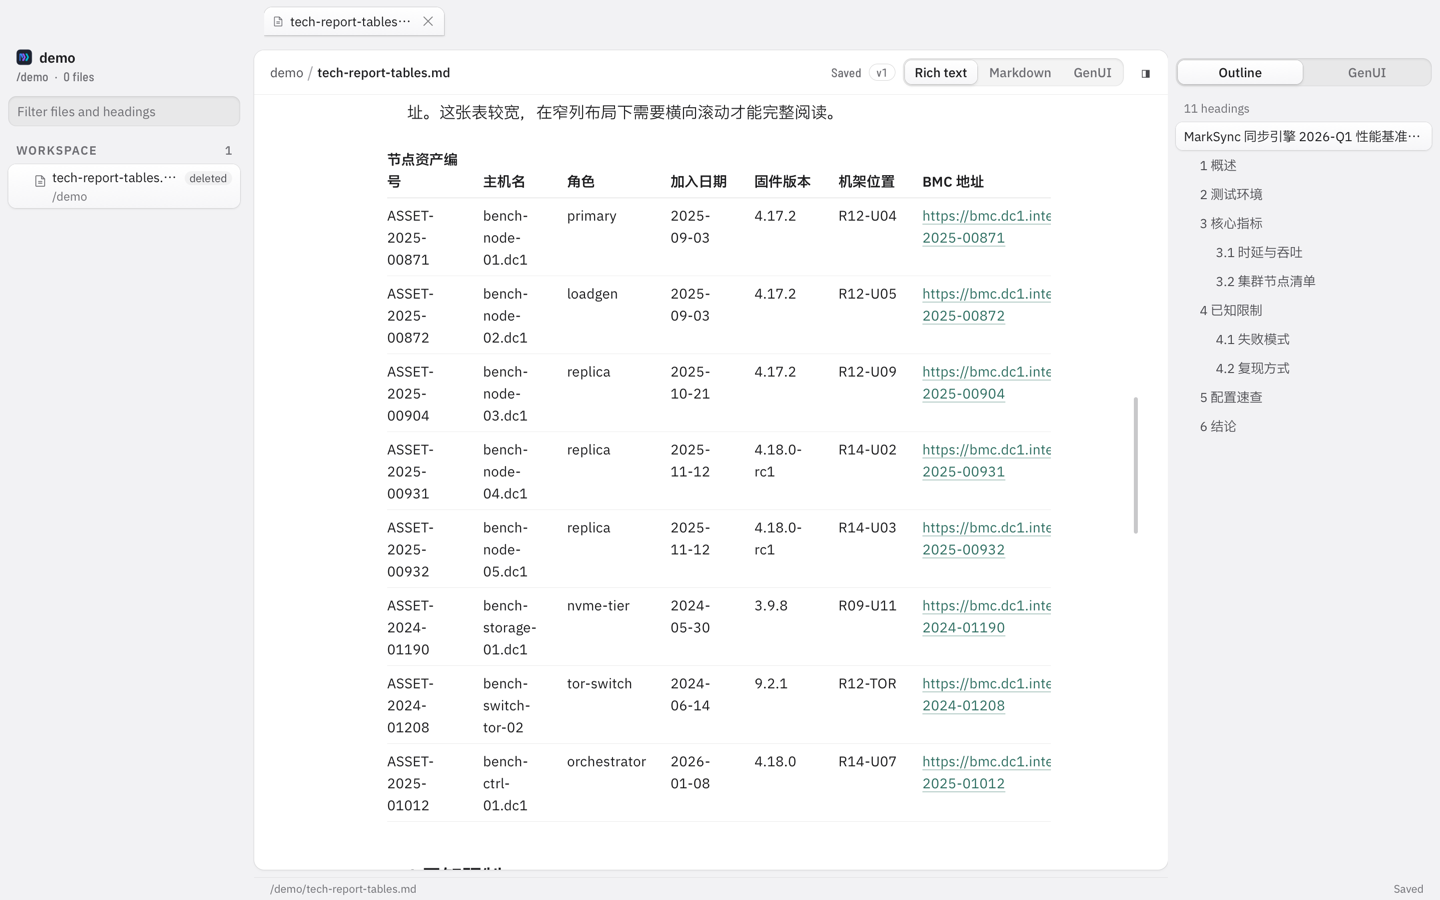 tech-report-tables···
demo
/demo · 0 files
Filter files and headings
WORKSPACE 1
tech-report-tables.··· deleted
/demo
demo / tech-report-tables.md
Saved v1 Rich text Markdown GenUI
址。这张表较宽，在窄列布局下需要横向滚动才能完整阅读。
节点资产编
号 主机名 角色 加入日期 固件版本 机架位置 BMC 地址
ASSET- bench- primary 2025- 4.17.2 R12-U04 https://bmc.dc1.inte
2025- node- 09-03 2025-00871
00871 01.dc1
ASSET- bench- loadgen 2025- 4.17.2 R12-U05 https://bmc.dc1.inte
2025- node- 09-03 2025-00872
00872 02.dc1
ASSET- bench- replica 2025- 4.17.2 R12-U09 https://bmc.dc1.inte
2025- node- 10-21 2025-00904
00904 03.dc1
ASSET- bench- replica 2025- 4.18.0- R14-U02 https://bmc.dc1.inte
2025- node- 11-12 rc1 2025-00931
00931 04.dc1
ASSET- bench- replica 2025- 4.18.0- R14-U03 https://bmc.dc1.inte
2025- node- 11-12 rc1 2025-00932
00932 05.dc1
ASSET- bench- nvme-tier 2024- 3.9.8 R09-U11 https://bmc.dc1.inte
2024- storage- 05-30 2024-01190
01190 01.dc1
ASSET- bench- tor-switch 2024- 9.2.1 R12-TOR https://bmc.dc1.inte
2024- switch- 06-14 2024-01208
01208 tor-02
ASSET- bench- orchestrator 2026- 4.18.0 R14-U07 https://bmc.dc1.inte
2025- ctrl- 01-08 2025-01012
01012 01.dc1
/demo/tech-report-tables.md
Saved
Outline GenUI
11 headings
MarkSync 同步引擎 2026-Q1 性能基准···
1 概述
2 测试环境
3 核心指标
3.1 时延与吞吐
3.2 集群节点清单
4 已知限制
4.1 失败模式
4.2 复现方式
5 配置速查
6 结论